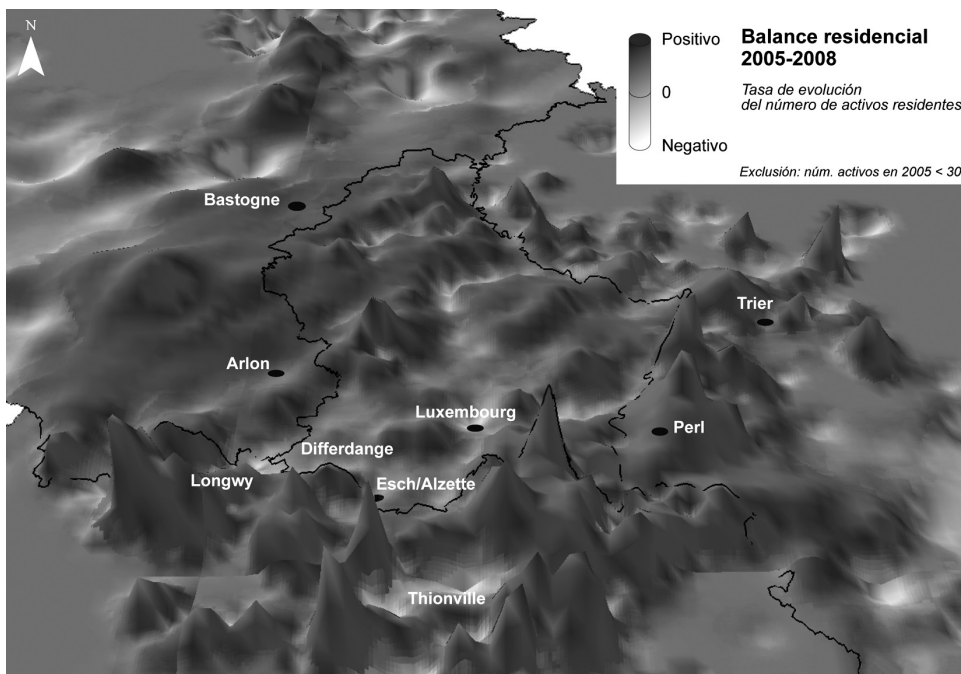 N
Positivo
0
Negativo
Balance residencial
2005-2008
Tasa de evolución
del número de activos residentes
Exclusión: núm. activos en 2005 < 30
Bastogne
Trier
Arlon
Luxembourg
Perl
Differdange
Longwy
Esch/Alzette
Thionville